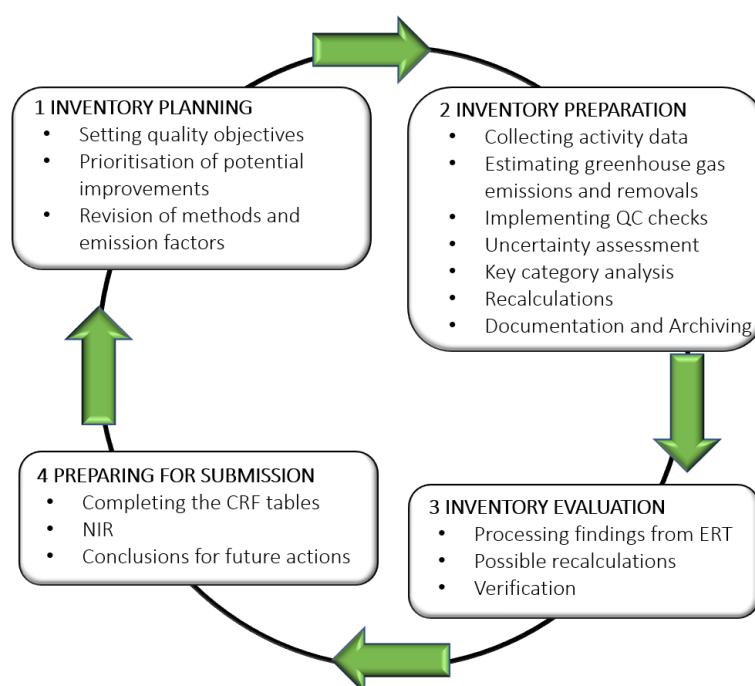 1 INVENTORY PLANNING
• Setting quality objectives
• Prioritisation of potential
improvements
• Revision of methods and
emission factors
2 INVENTORY PREPARATION
• Collecting activity data
• Estimating greenhouse gas
emissions and removals
• Implementing QC checks
• Uncertainty assessment
• Key category analysis
• Recalculations
• Documentation and Archiving
3 INVENTORY EVALUATION
• Processing findings from ERT
• Possible recalculations
• Verification
4 PREPARING FOR SUBMISSION
• Completing the CRF tables
• NIR
• Conclusions for future actions